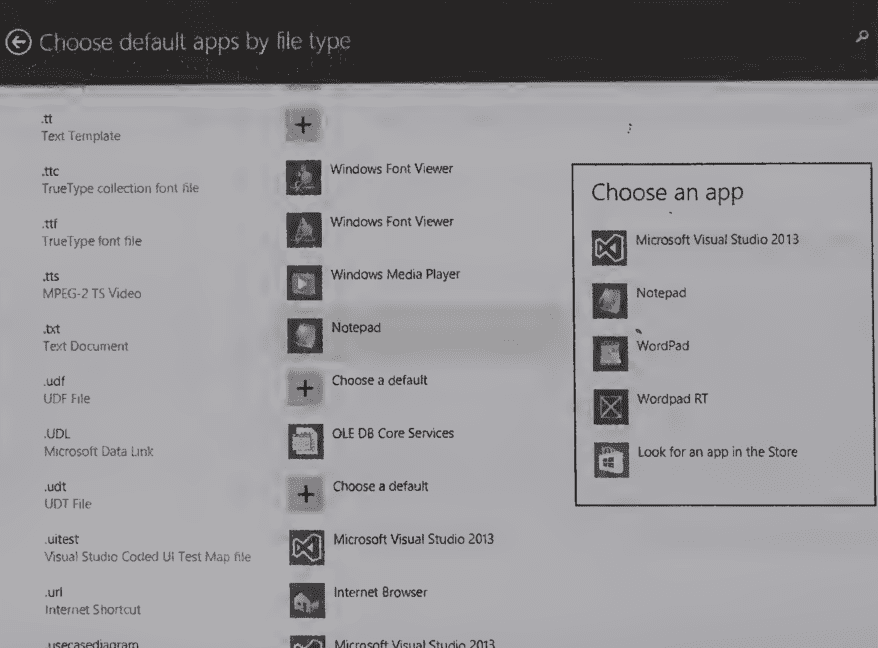 Choose default apps by file type
.tt
Text Template
.ttc
TrueType collection font file
Windows Font Viewer
.ttf
TrueType font file
Windows Font Viewer
.tts
MPEG-2 TS Video
Windows Media Player
.txt
Text Document
Notepad
.udf
UDF File
Choose a default
.UDL
Microsoft Data Link
OLE DB Core Services
.udt
UDT File
Choose a default
.uitest
Visual Studio Coded UI Test Map file
Microsoft Visual Studio 2013
.url
Internet Shortcut
Internet Browser
.usecasediagram
Microsoft Visual Studio 2013
Choose an app
Microsoft Visual Studio 2013
Notepad
WordPad
Wordpad RT
Look for an app in the Store